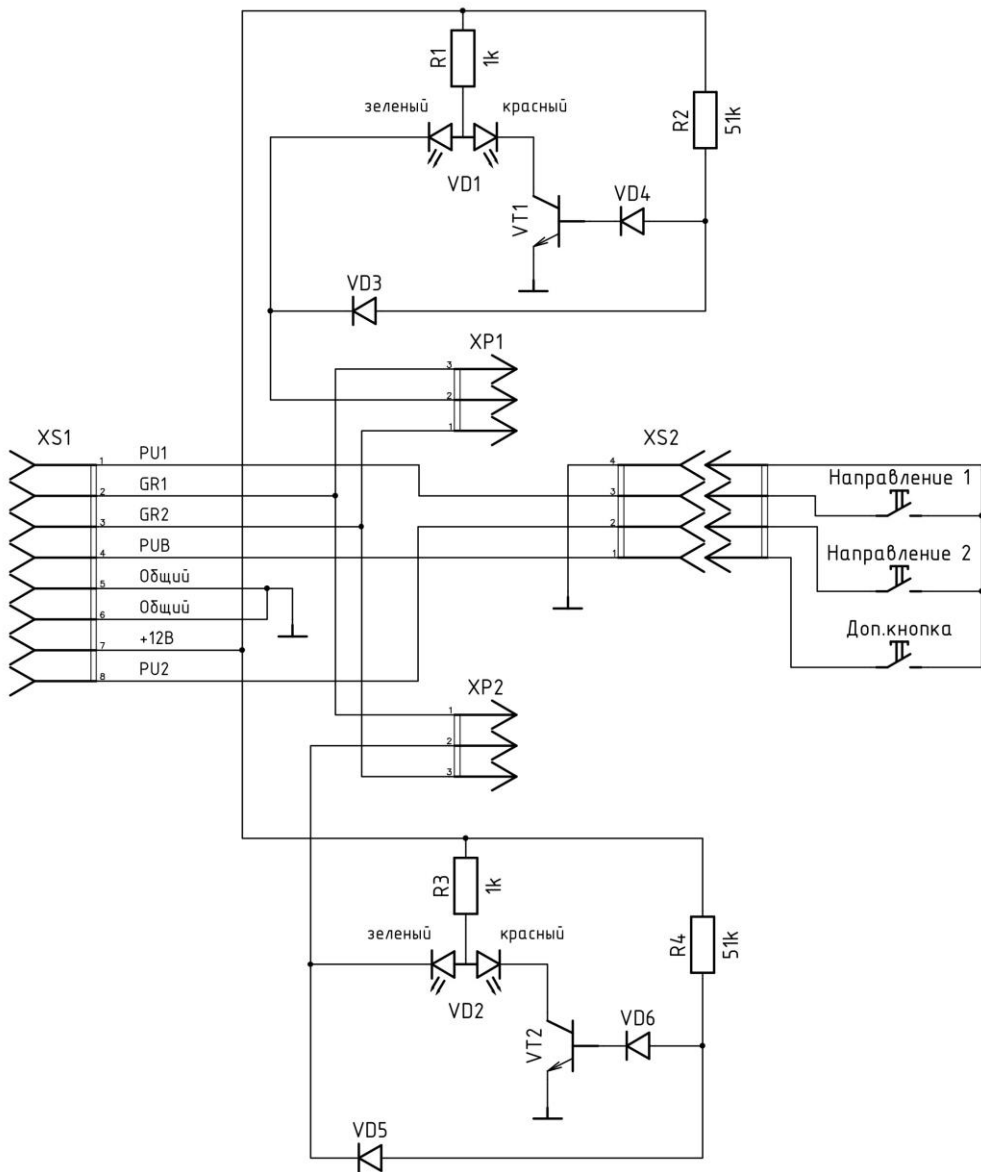 R1
1k
зеленый
красный
R2
51k
VD1
VD4
VT1
VD3
XP1
3
2
1
XS1
XS2
1
PU1
2
GR1
3
GR2
4
PUB
5
Общий
6
Общий
7
+12В
8
PU2
4
3
2
1
Направление 1
Направление 2
Доп.кнопка
XP2
1
2
3
R3
1k
зеленый
красный
R4
51k
VD2
VD6
VT2
VD5